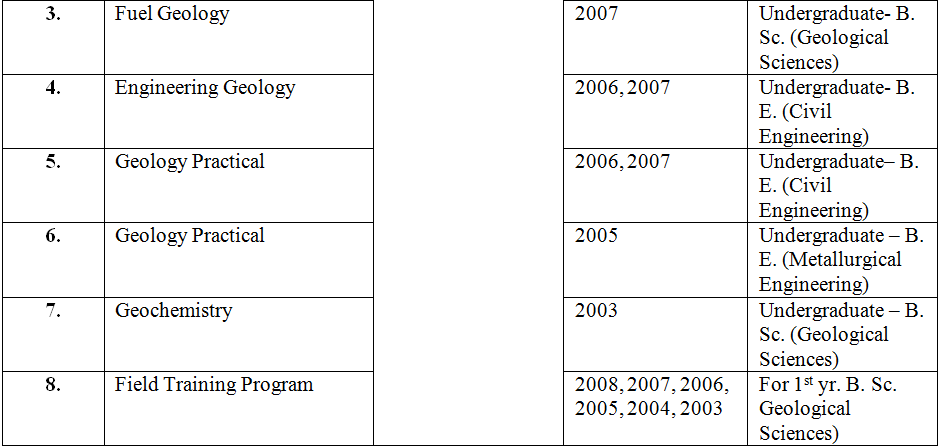 3. Fuel Geology 2007 Undergraduate- B.
Sc. (Geological
Sciences)
4. Engineering Geology 2006, 2007 Undergraduate- B.
E. (Civil
Engineering)
5. Geology Practical 2006, 2007 Undergraduate– B.
E. (Civil
Engineering)
6. Geology Practical 2005 Undergraduate – B.
E. (Metallurgical
Engineering)
7. Geochemistry 2003 Undergraduate – B.
Sc. (Geological
Sciences)
8. Field Training Program 2008, 2007, 2006, For 1st yr. B. Sc.
2005, 2004, 2003 Geological
Sciences)